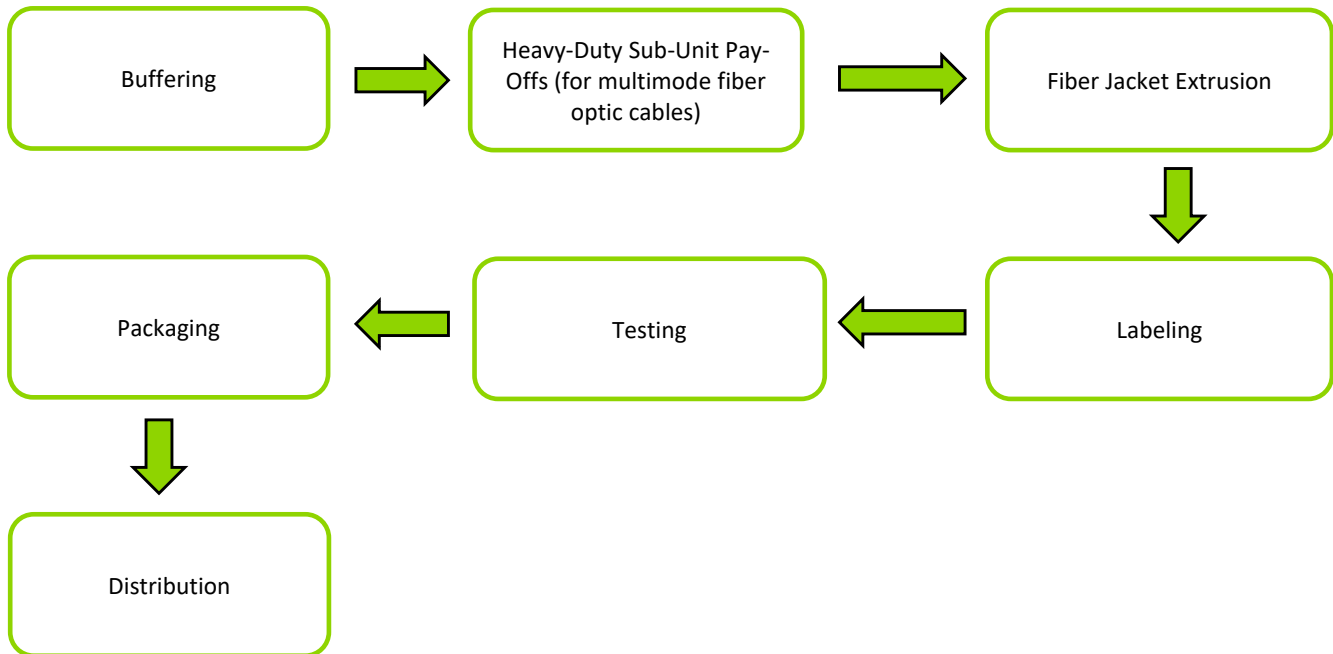 Buffering
Heavy-Duty Sub-Unit Pay-
Offs (for multimode fiber
optic cables)
Fiber Jacket Extrusion
Labeling
Testing
Packaging
Distribution